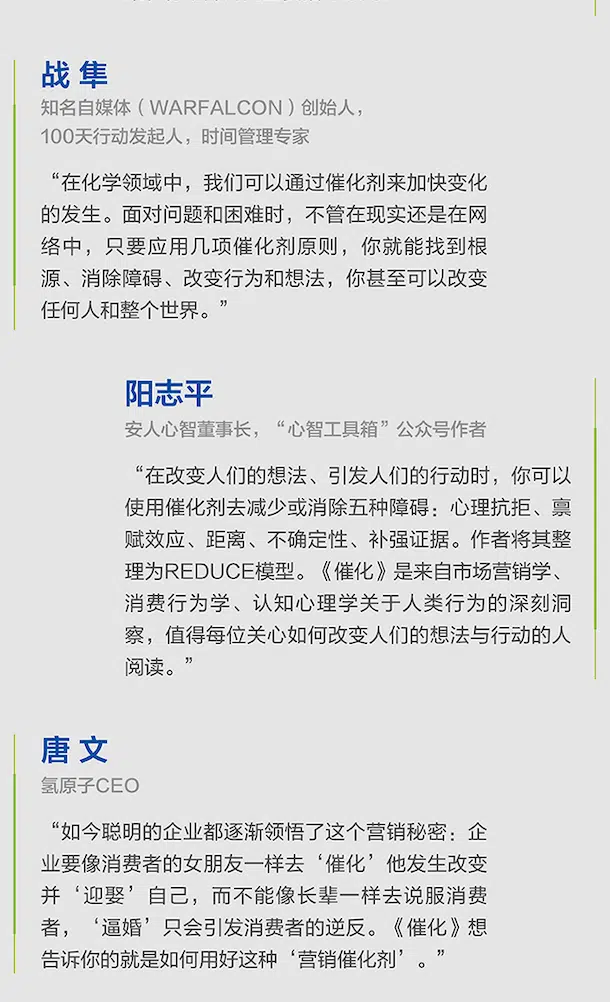 战隼
知名自媒体（WARFALCON）创始人，
100天行动发起人，时间管理专家
“在化学领域中，我们可以通过催化剂来加快变化
的发生。面对问题和困难时，不管在现实还是在网
络中，只要应用几项催化剂原则，你就能找到根
源、消除障碍、改变行为和想法，你甚至可以改变
任何人和整个世界。”
阳志平
安人心智董事长，“心智工具箱”公众号作者
“在改变人们的想法、引发人们的行动时，你可以
使用催化剂去减少或消除五种障碍：心理抗拒、禀
赋效应、距离、不确定性、补强证据。作者将其整
理为REDUCE模型。《催化》是来自市场营销学、
消费行为学、认知心理学关于人类行为的深刻洞
察，值得每位关心如何改变人们的想法与行动的人
阅读。”
唐文
氢原子CEO
“如今聪明的企业都逐渐领悟了这个营销秘密：企
业要像消费者的女朋友一样去‘催化’他发生改变
并‘迎娶’自己，而不能像长辈一样去说服消费
者，‘逼婚’只会引发消费者的逆反。《催化》想
告诉你的就是如何用好这种‘营销催化剂’。”